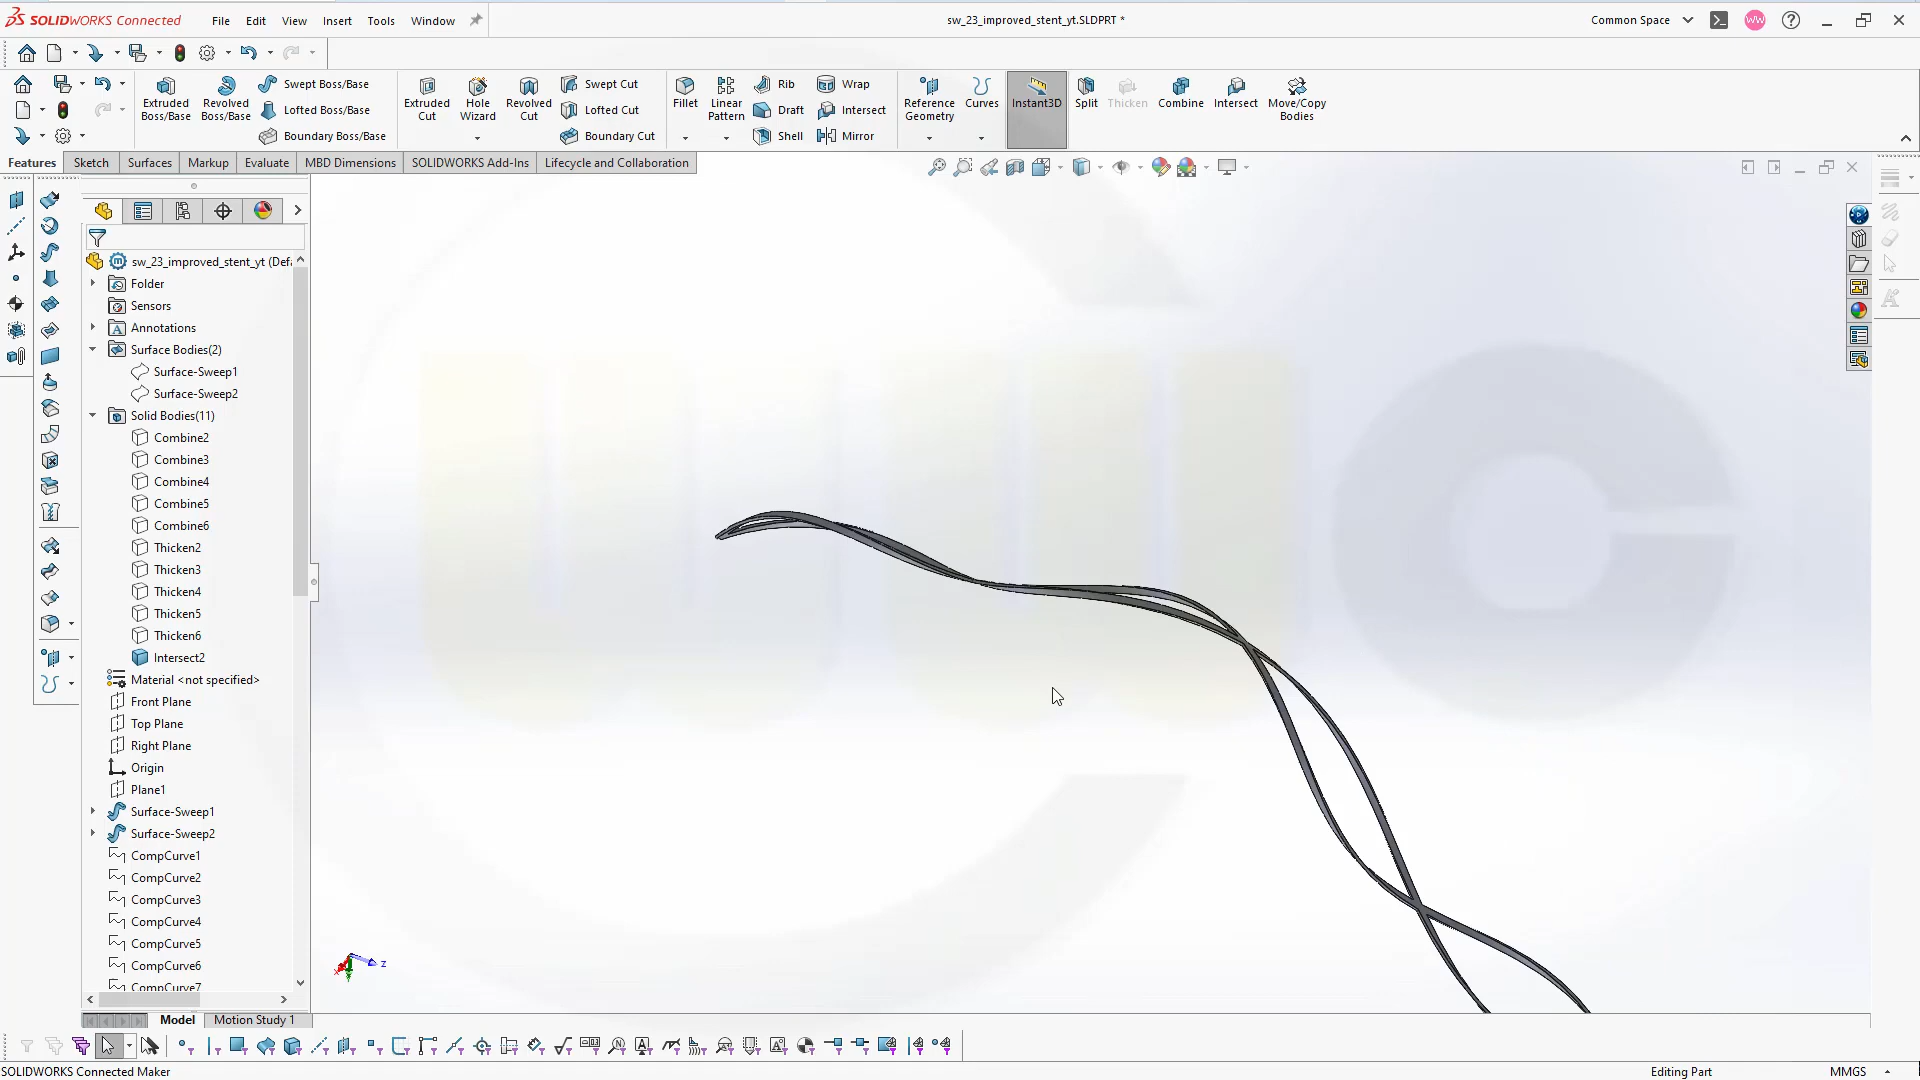 SOLIDWORKS Connected
File Edit View Insert Tools Window
sw_23_improved_stent_yt.SLDPRT *
Common Space
WW
Extruded Boss/Base
Revolved Boss/Base
Swept Boss/Base
Lofted Boss/Base
Boundary Boss/Base
Extruded Cut
Hole Wizard
Revolved Cut
Swept Cut
Lofted Cut
Boundary Cut
Fillet
Linear Pattern
Rib
Draft
Shell
Wrap
Intersect
Mirror
Reference Geometry
Curves
Instant3D
Split
Thicken
Combine
Intersect
Move/Copy Bodies
Features Sketch Surfaces Markup Evaluate MBD Dimensions SOLIDWORKS Add-Ins Lifecycle and Collaboration
sw_23_improved_stent_yt (Defa
Folder
Sensors
Annotations
Surface Bodies(2)
Surface-Sweep1
Surface-Sweep2
Solid Bodies(11)
Combine2
Combine3
Combine4
Combine5
Combine6
Thicken2
Thicken3
Thicken4
Thicken5
Thicken6
Intersect2
Material <not specified>
Front Plane
Top Plane
Right Plane
Origin
Plane1
Surface-Sweep1
Surface-Sweep2
CompCurve1
CompCurve2
CompCurve3
CompCurve4
CompCurve5
CompCurve6
CompCurve7
x z
Model Motion Study 1
SOLIDWORKS Connected Maker
Editing Part
MMGS